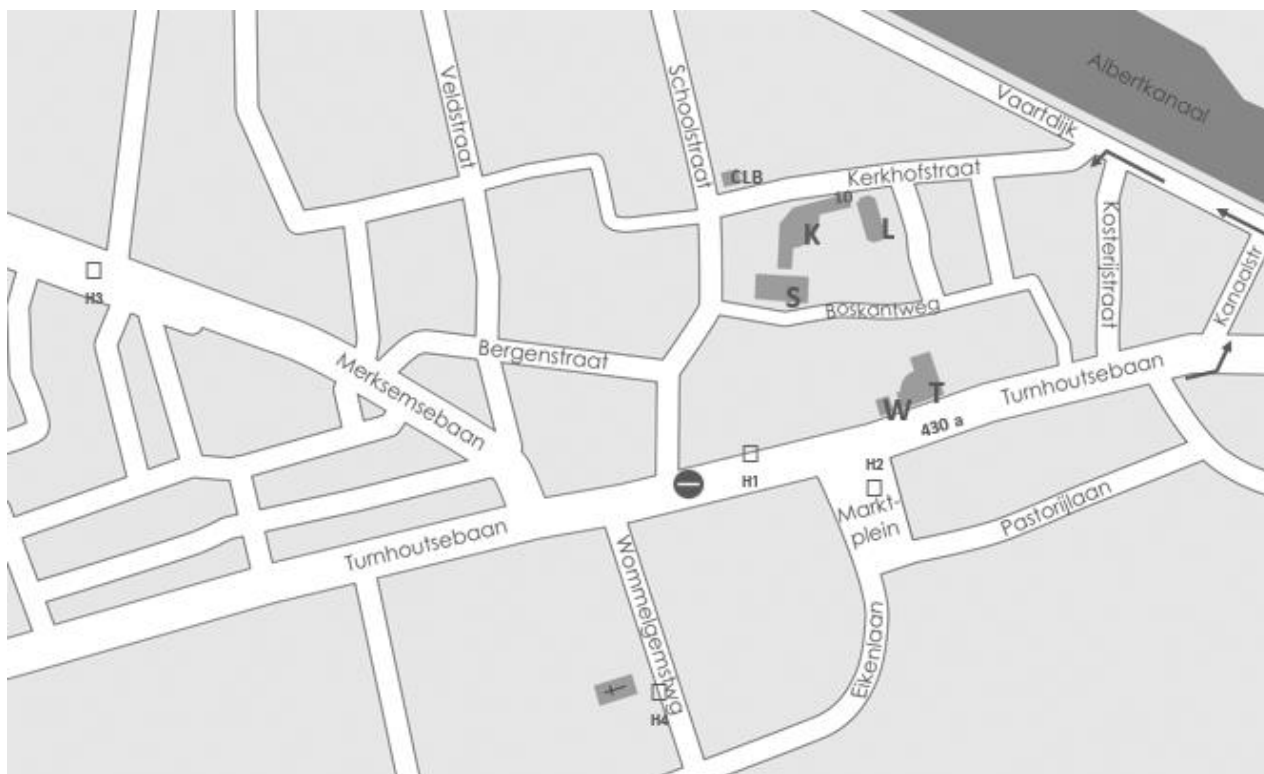 Albertkanaal
Vaartdijk
Veldstraat
Schoolstraat
CLB
Kerkhofstraat
10
K
L
Kosterijstraat
Kanaalstr
H3
S
Boskantweg
Bergenstraat
Merksemsebaan
T
W
Turnhoutsebaan
430 a
H1
H2
Markt-
plein
Pastorijlaan
Turnhoutsebaan
Wommelgemstwg
Eikenlaan
H4